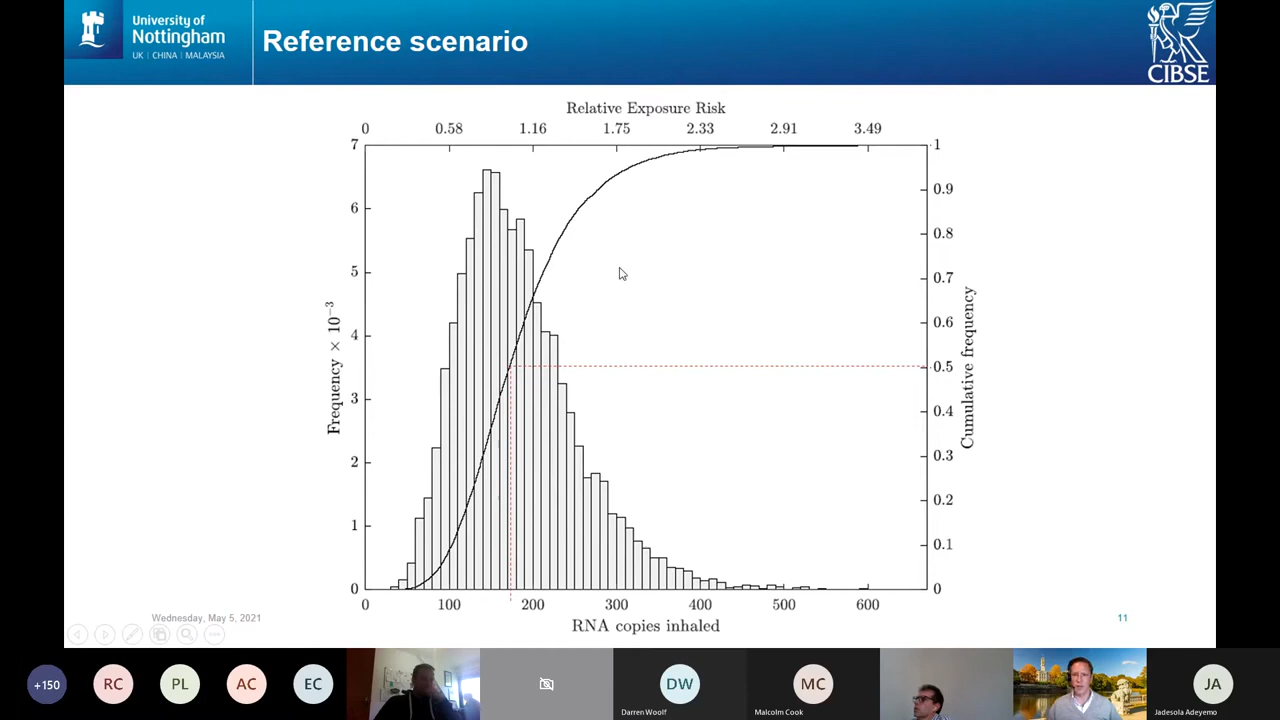 University of
Nottingham
UK | CHINA | MALAYSIA
Reference scenario
CIBSE
Relative Exposure Risk
0 0.58 1.16 1.75 2.33 2.91 3.49
7
6
5
4
3
2
1
0
Frequency × 10⁻³
1
0.9
0.8
0.7
0.6
0.5
0.4
0.3
0.2
0.1
0
Cumulative frequency
0 100 200 300 400 500 600
RNA copies inhaled
Wednesday, May 5, 2021
11
+150
RC
PL
AC
EC
DW
Darren Woolf
MC
Malcolm Cook
JA
Jadesola Adeyemo